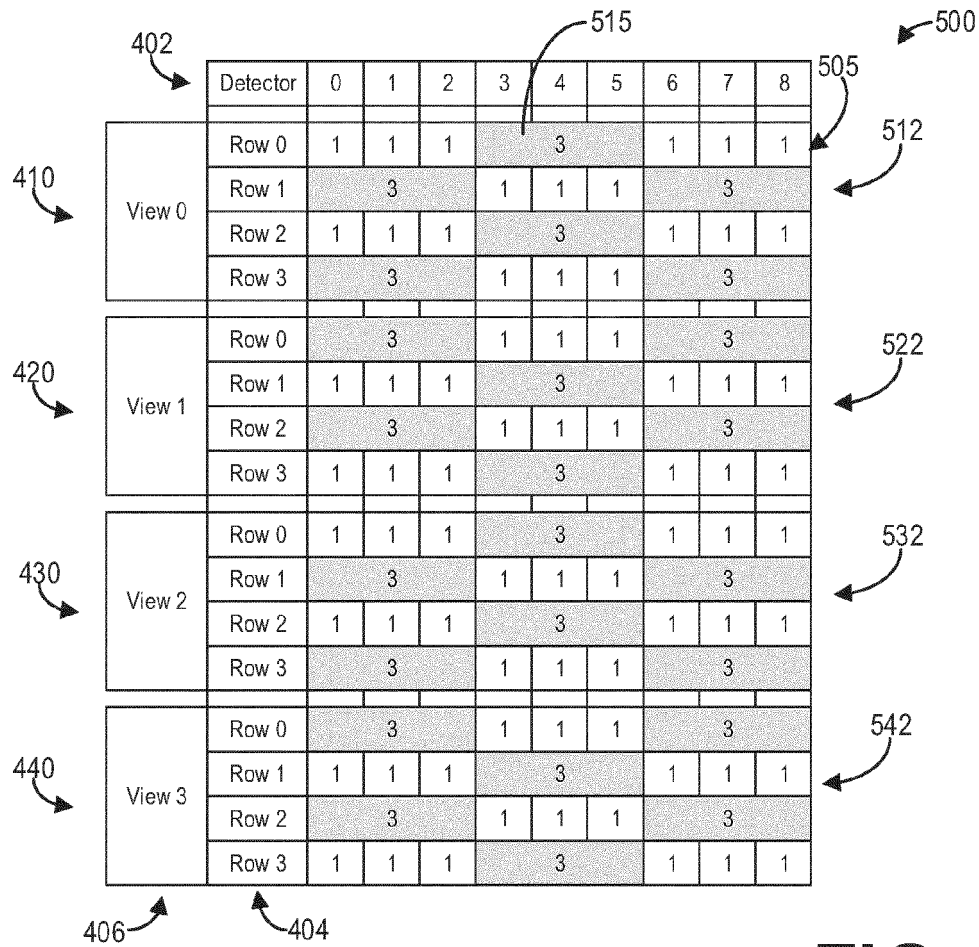 515
500
402
505
Detector 0 1 2 3 4 5 6 7 8
410
View 0
Row 0 1 1 1 3 1 1 1
512
Row 1 3 1 1 1 3
Row 2 1 1 1 3 1 1 1
Row 3 3 1 1 1 3
420
View 1
Row 0 3 1 1 1 3
522
Row 1 1 1 1 3 1 1 1
Row 2 3 1 1 1 3
Row 3 1 1 1 3 1 1 1
430
View 2
Row 0 1 1 1 3 1 1 1
532
Row 1 3 1 1 1 3
Row 2 1 1 1 3 1 1 1
Row 3 3 1 1 1 3
440
View 3
Row 0 3 1 1 1 3
542
Row 1 1 1 1 3 1 1 1
Row 2 3 1 1 1 3
Row 3 1 1 1 3 1 1 1
406
404